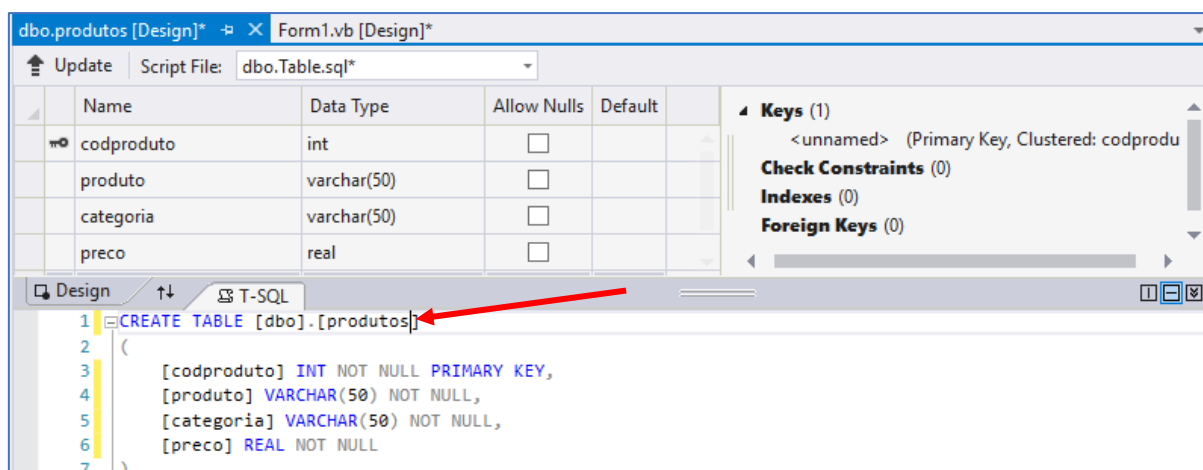 dbo.produtos [Design]* Form1.vb [Design]*
Update Script File: dbo.Table.sql*
Name Data Type Allow Nulls Default
codproduto int
produto varchar(50)
categoria varchar(50)
preco real
Keys (1)
<unnamed> (Primary Key, Clustered: codprodu
Check Constraints (0)
Indexes (0)
Foreign Keys (0)
Design T-SQL
1 CREATE TABLE [dbo].[produtos]
2 (
3 [codproduto] INT NOT NULL PRIMARY KEY,
4 [produto] VARCHAR(50) NOT NULL,
5 [categoria] VARCHAR(50) NOT NULL,
6 [preco] REAL NOT NULL
7 )